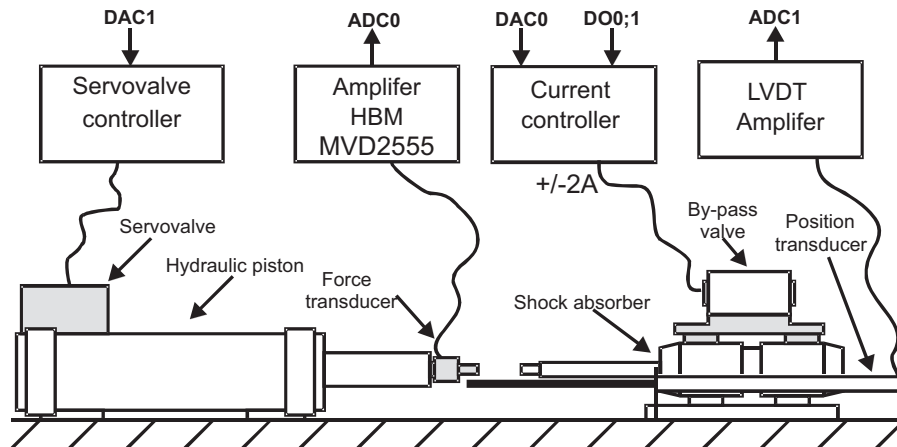 DAC1
ADC0
DAC0
DO0;1
ADC1
Servovalve
controller
Amplifer
HBM
MVD2555
Current
controller
LVDT
Amplifer
+/-2A
By-pass
valve
Position
transducer
Servovalve
Hydraulic piston
Force
transducer
Shock absorber